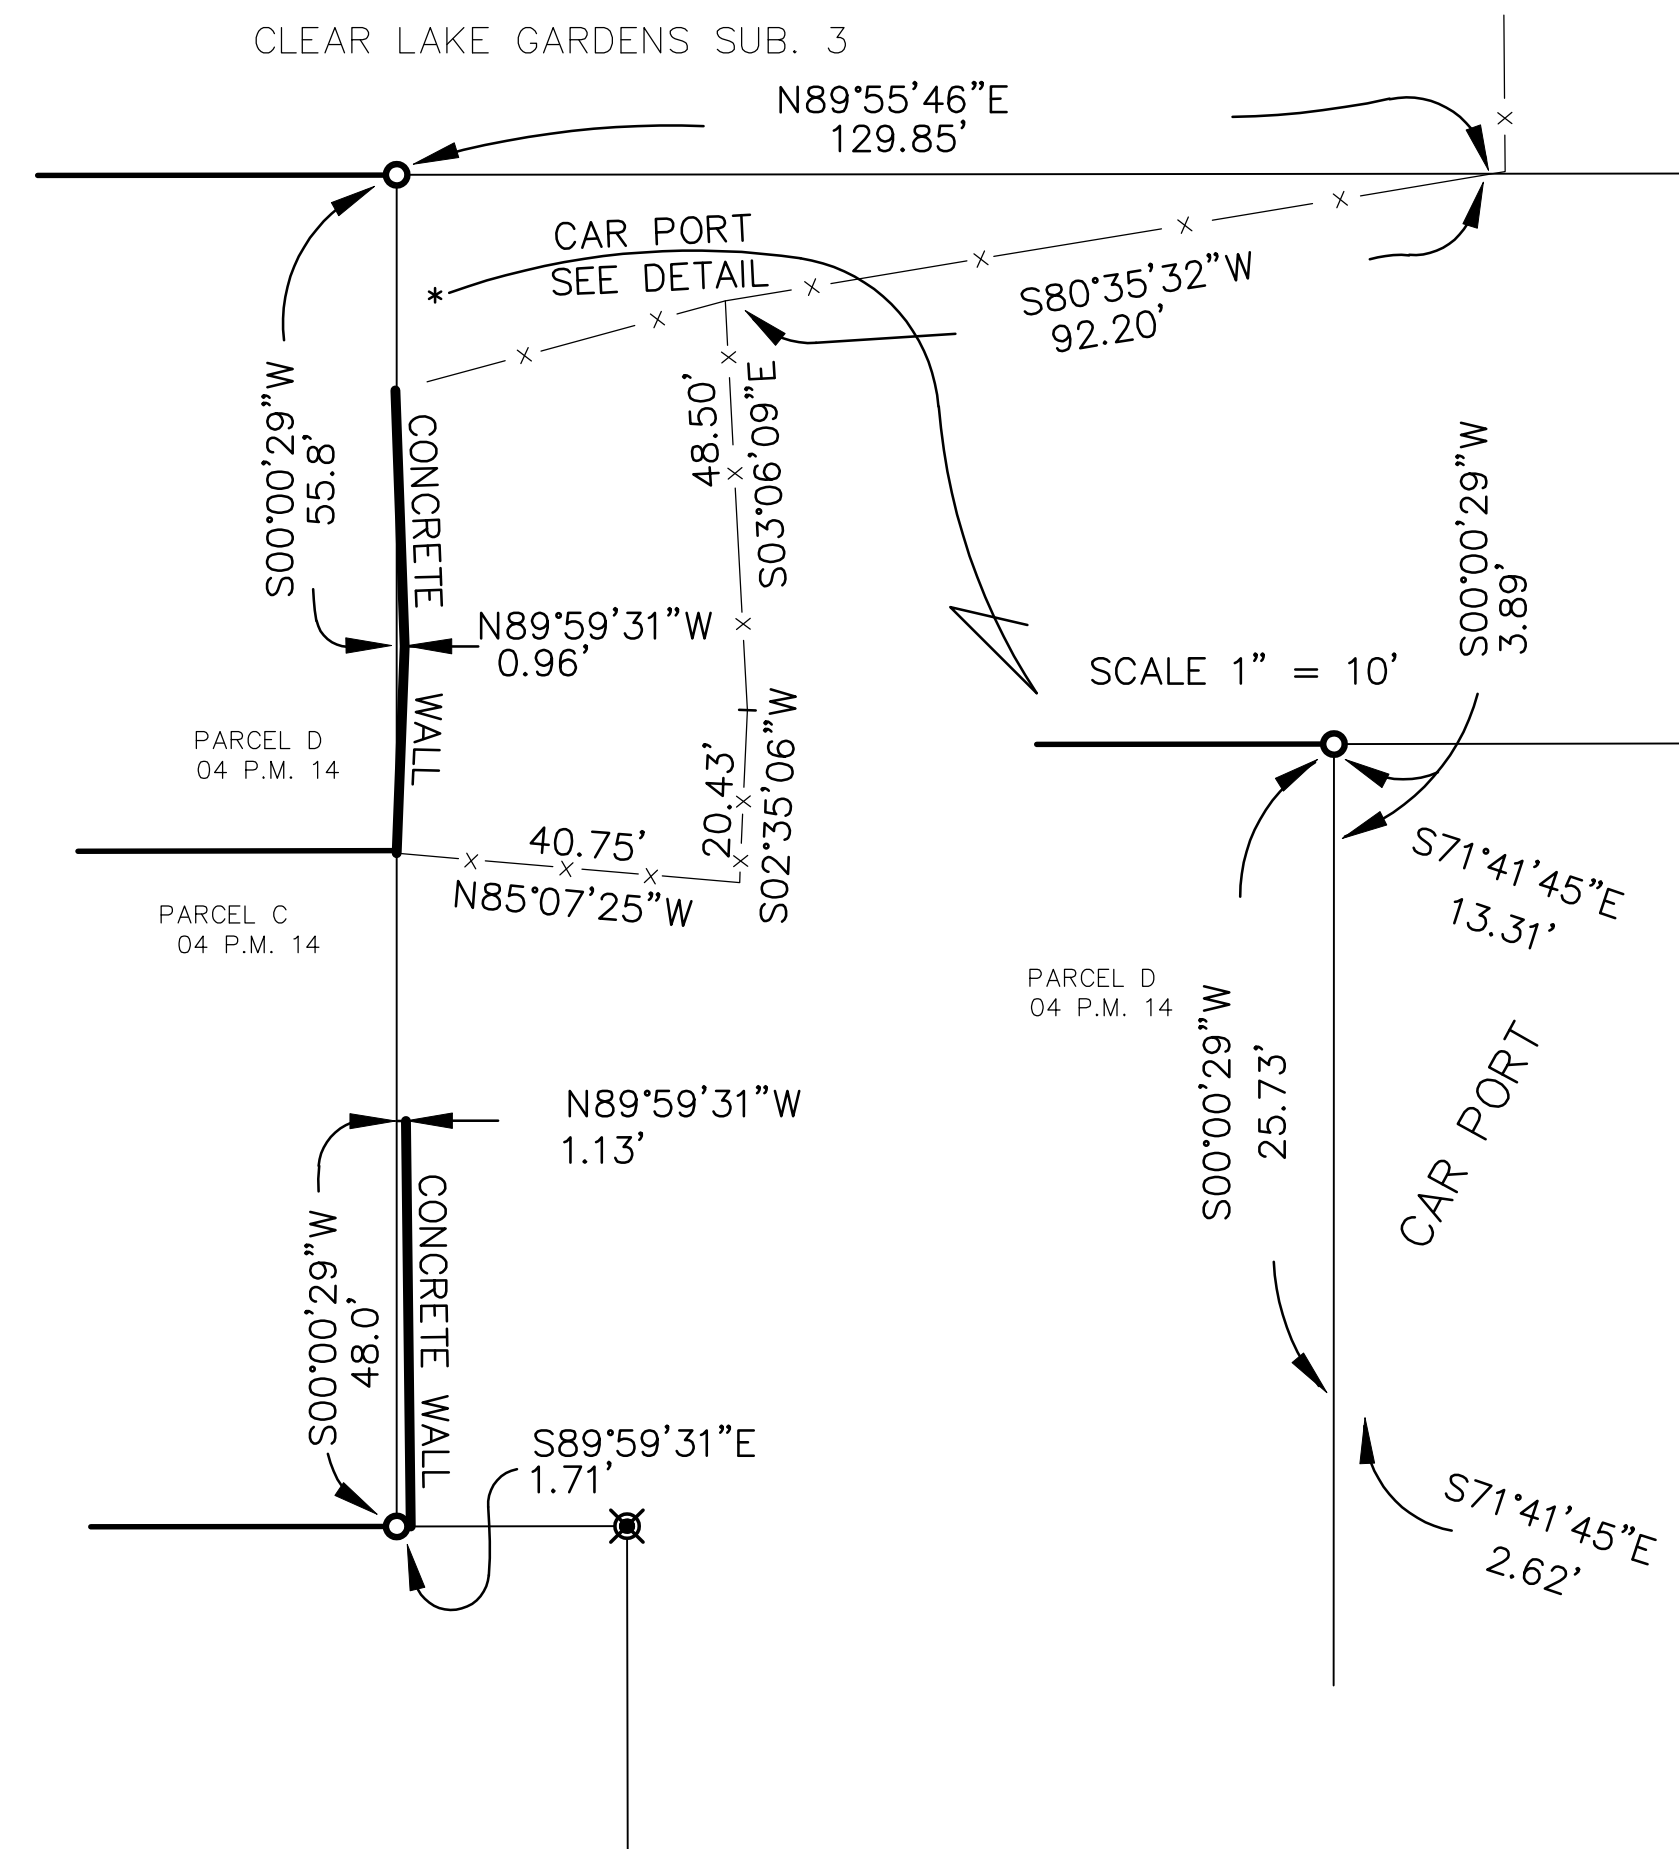 CLEAR LAKE GARDENS SUB. 3
N89°55'46"E
129.85'
CAR PORT
SEE DETAIL
*
S80°35'32"W
92.20'
S00°00'29"W
55.8'
CONCRETE WALL
48.50'
S03°06'09"E
N89°59'31"W
0.96'
S00°00'29"W
3.89'
SCALE 1" = 10'
PARCEL D
04 P.M. 14
20.43'
S02°35'06"W
40.75'
N85°07'25"W
PARCEL C
04 P.M. 14
S71°41'45"E
13.31'
PARCEL D
04 P.M. 14
S00°00'29"W
25.73'
CAR PORT
N89°59'31"W
1.13'
S00°00'29"W
48.0'
CONCRETE WALL
S89°59'31"E
1.71'
S71°41'45"E
2.62'